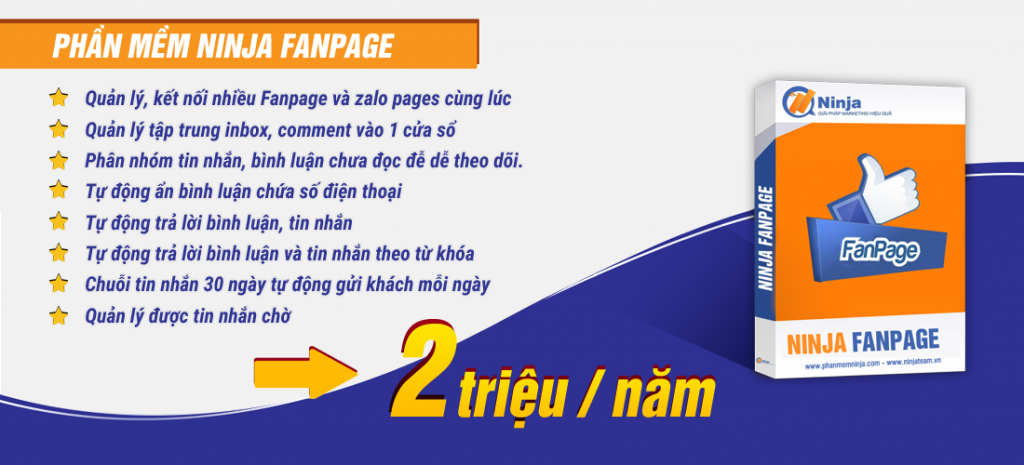 PHẦN MỀM NINJA FANPAGE
Quản lý, kết nối nhiều Fanpage và zalo pages cùng lúc
Quản lý tập trung inbox, comment vào 1 cửa sổ
Phân nhóm tin nhắn, bình luận chưa đọc đễ dễ theo dõi.
Tự động ẩn bình luận chứa số điện thoại
Tự động trả lời bình luận, tin nhắn
Tự động trả lời bình luận và tin nhắn theo từ khóa
Chuỗi tin nhắn 30 ngày tự động gửi khách mỗi ngày
Quản lý được tin nhắn chờ
2 triệu / năm
Ninja
GIẢI PHÁP MARKETING HIỆU QUẢ
NINJA FANPAGE
FanPage
NINJA FANPAGE
www.phanmemninja.com - www.ninjateam.vn